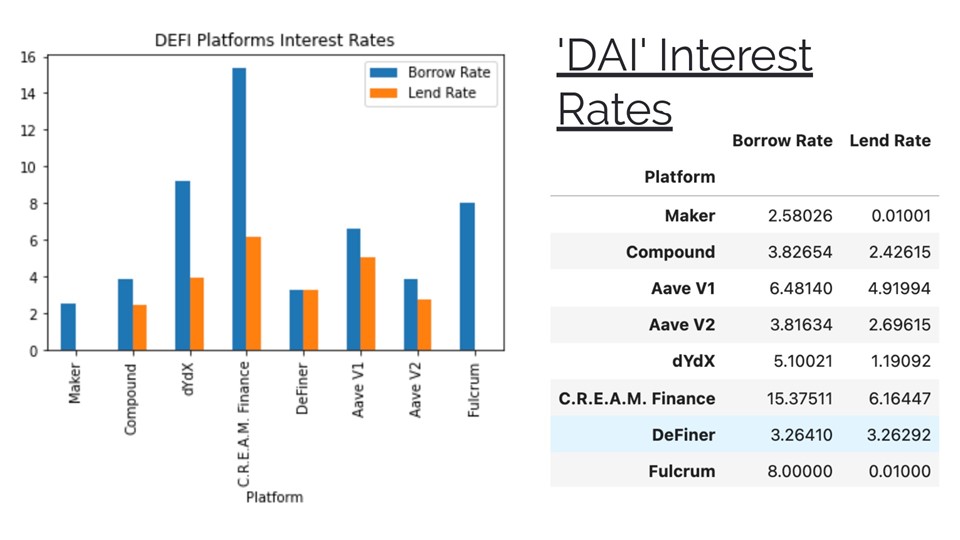 DEFI Platforms Interest Rates
16
14
12
10
8
6
4
2
0
Borrow Rate
Lend Rate
Maker
Compound
dYdX
C.R.E.A.M. Finance
DeFiner
Aave V1
Aave V2
Fulcrum
Platform
'DAI' Interest
Rates
Borrow Rate Lend Rate
Platform
Maker 2.58026 0.01001
Compound 3.82654 2.42615
Aave V1 6.48140 4.91994
Aave V2 3.81634 2.69615
dYdX 5.10021 1.19092
C.R.E.A.M. Finance 15.37511 6.16447
DeFiner 3.26410 3.26292
Fulcrum 8.00000 0.01000